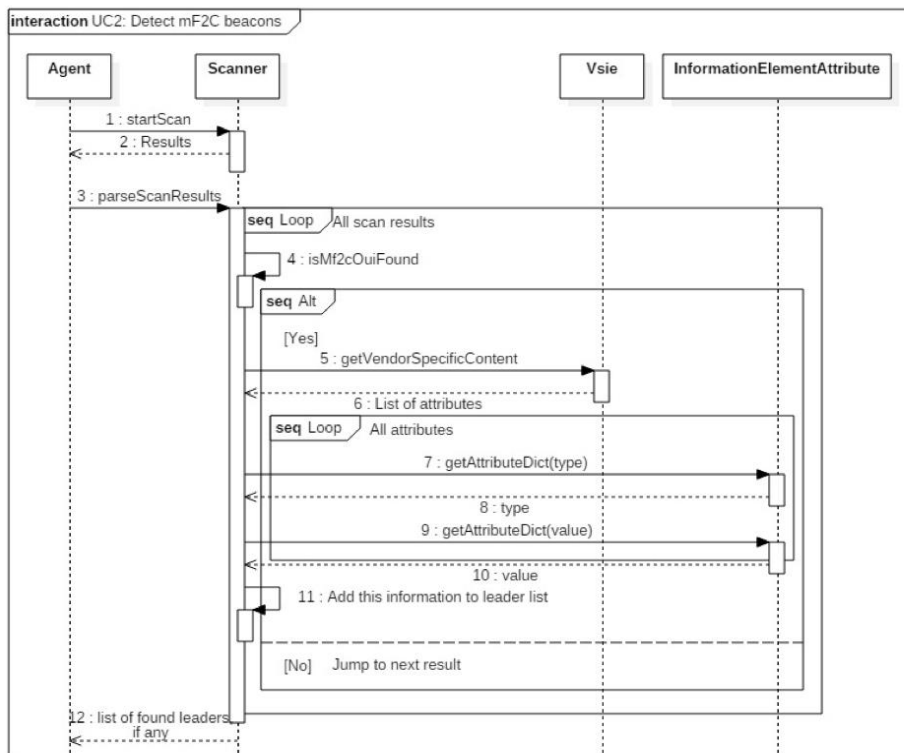 interaction UC2: Detect mF2C beacons
Agent
Scanner
Vsie
InformationElementAttribute
1 : startScan
2 : Results
3 : parseScanResults
seq Loop
All scan results
4 : isMf2cOuiFound
seq Alt
[Yes]
5 : getVendorSpecificContent
6 : List of attributes
seq Loop
All attributes
7 : getAttributeDict(type)
8 : type
9 : getAttributeDict(value)
10 : value
11 : Add this information to leader list
[No]
Jump to next result
12 : list of found leaders
if any